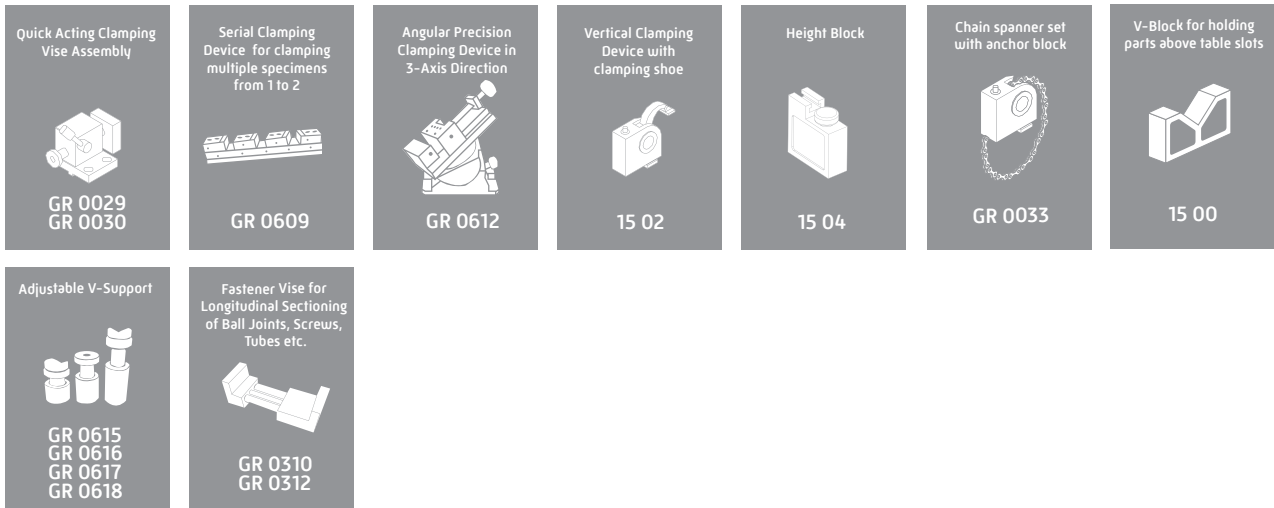 Quick Acting Clamping
Vise Assembly
GR 0029
GR 0030
Serial Clamping
Device for clamping
multiple specimens
from 1 to 2
GR 0609
Angular Precision
Clamping Device in
3-Axis Direction
GR 0612
Vertical Clamping
Device with
clamping shoe
15 02
Height Block
15 04
Chain spanner set
with anchor block
GR 0033
V-Block for holding
parts above table slots
15 00
Adjustable V-Support
GR 0615
GR 0616
GR 0617
GR 0618
Fastener Vise for
Longitudinal Sectioning
of Ball Joints, Screws,
Tubes etc.
GR 0310
GR 0312